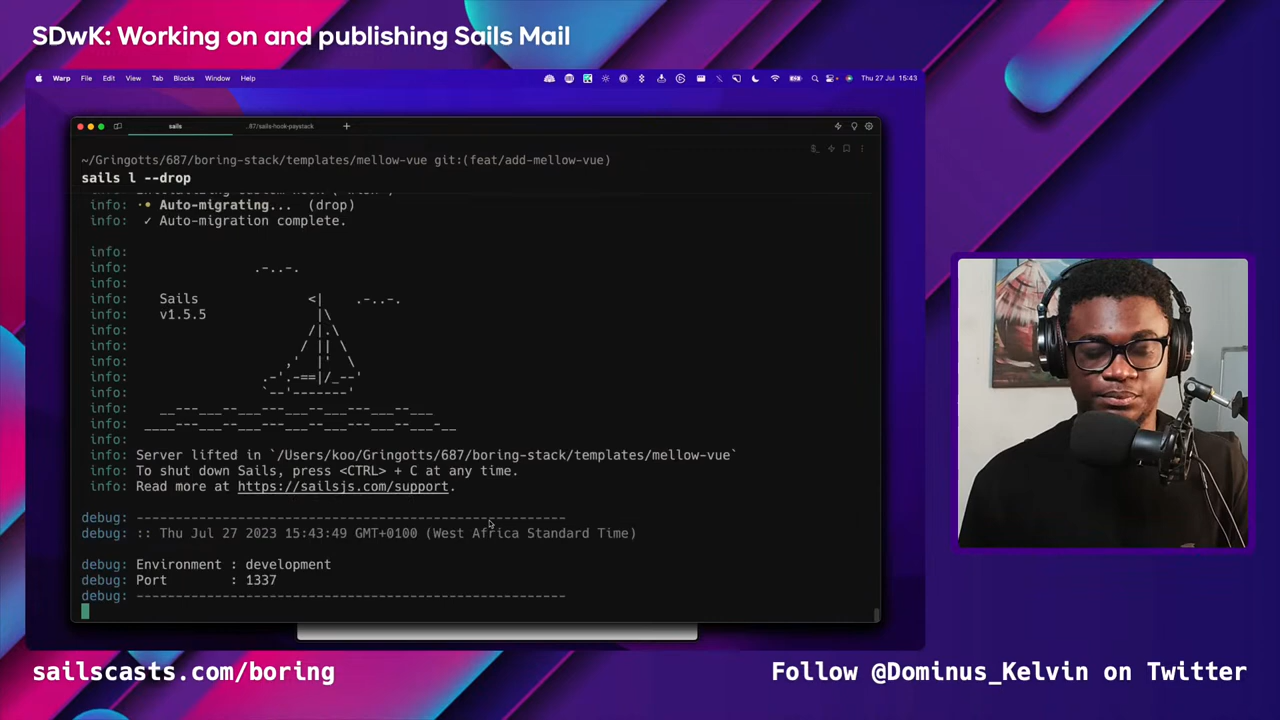 SDwK: Working on and publishing Sails Mail
Warp File Edit View Tab Blocks Window Help
Thu 27 Jul 15:43
sails
..87/sails-hook-paystack
~/Gringotts/687/boring-stack/templates/mellow-vue git:(feat/add-mellow-vue)
sails l --drop
info: ·• Auto-migrating... (drop)
info: ✓ Auto-migration complete.
info:
info: .-..-.
info:
info: Sails <| .-..-.
info: v1.5.5 |\
info: /|.\
info: / || \
info: ,' |' \
info: .-'.-==|/_--'
info: `--'-------'
info: __---___--___---___--___---___--___
info: ____---___--___---___--___---___--___-__
info:
info: Server lifted in `/Users/koo/Gringotts/687/boring-stack/templates/mellow-vue`
info: To shut down Sails, press <CTRL> + C at any time.
info: Read more at https://sailsjs.com/support.
debug: -------------------------------------------------------
debug: :: Thu Jul 27 2023 15:43:49 GMT+0100 (West Africa Standard Time)
debug: Environment : development
debug: Port : 1337
debug: -------------------------------------------------------
sailscasts.com/boring
Follow @Dominus_Kelvin on Twitter